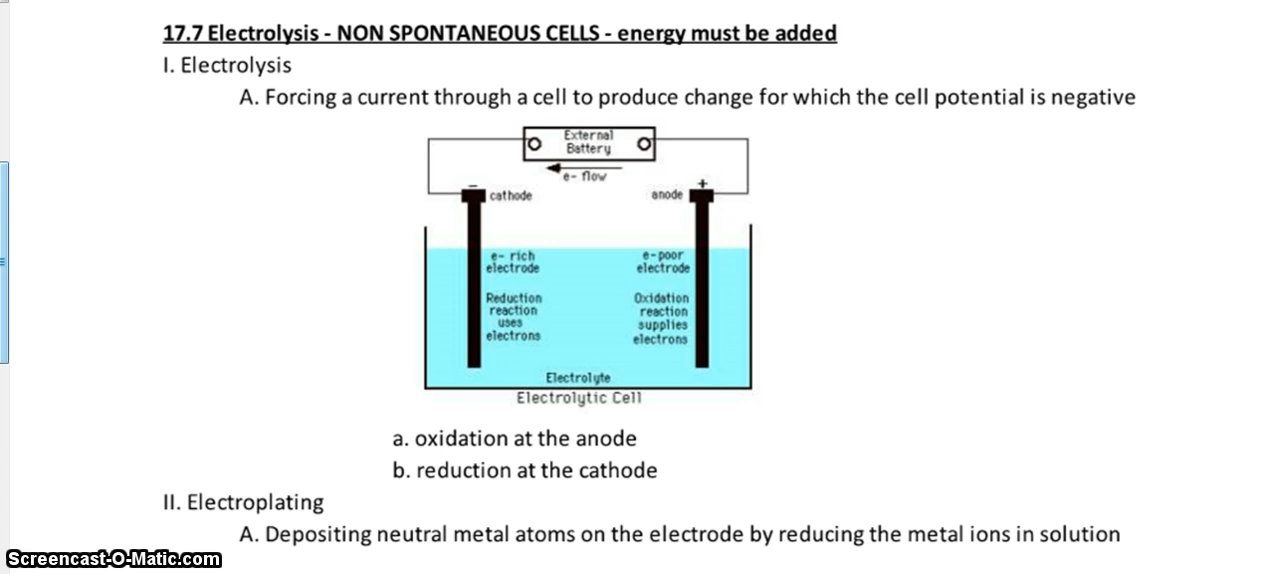 17.7 Electrolysis - NON SPONTANEOUS CELLS - energy must be added
I. Electrolysis
A. Forcing a current through a cell to produce change for which the cell potential is negative
External
Battery
e- flow
−
+
cathode
anode
e- rich
electrode
e-poor
electrode
Reduction
reaction
uses
electrons
Oxidation
reaction
supplies
electrons
Electrolyte
Electrolytic Cell
a. oxidation at the anode
b. reduction at the cathode
II. Electroplating
A. Depositing neutral metal atoms on the electrode by reducing the metal ions in solution
Screencast-O-Matic.com